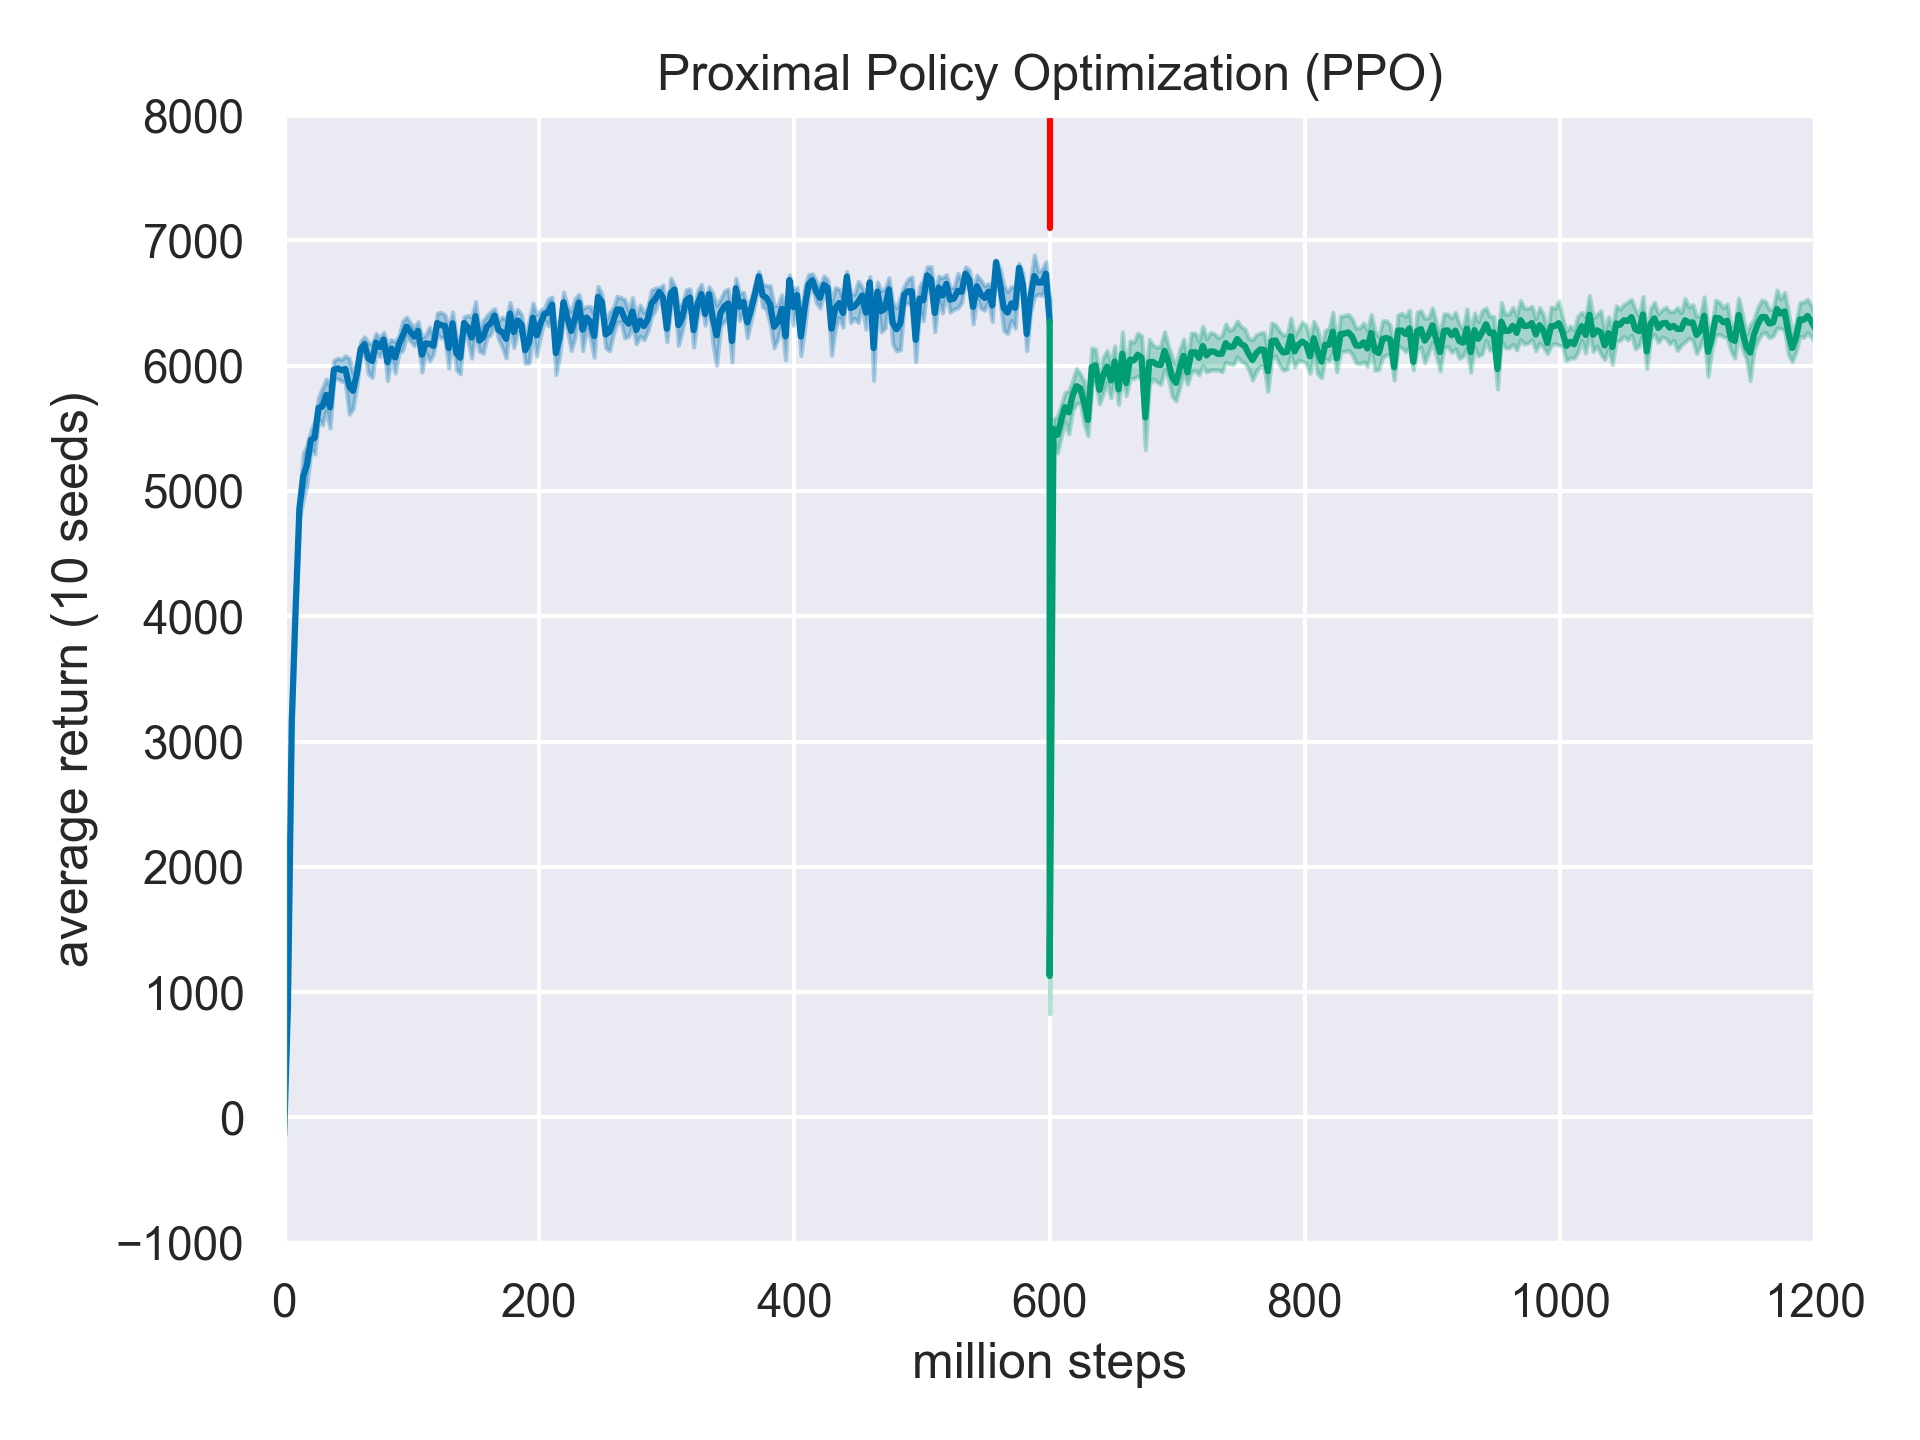 Proximal Policy Optimization (PPO)
8000
7000
6000
5000
4000
3000
2000
1000
0
−1000
average return (10 seeds)
0 200 400 600 800 1000 1200
million steps